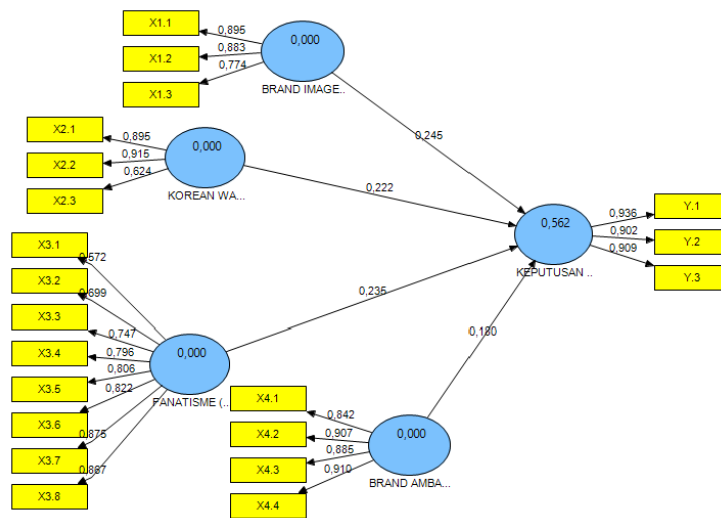 X1.1
0,895
X1.2
0,883
X1.3
0,774
0,000
BRAND IMAGE..
0,245
X2.1
0,895
X2.2
0,915
X2.3
0,624
0,000
KOREAN WA...
0,222
0,562
KEPUTUSAN ..
Y.1
0,936
Y.2
0,902
Y.3
0,909
X3.1
0,572
X3.2
0,699
X3.3
0,747
X3.4
0,796
X3.5
0,806
X3.6
0,822
X3.7
0,875
X3.8
0,867
0,000
FANATISME (...
0,235
X4.1
0,842
X4.2
0,907
X4.3
0,885
X4.4
0,910
0,000
BRAND AMBA...
0,180